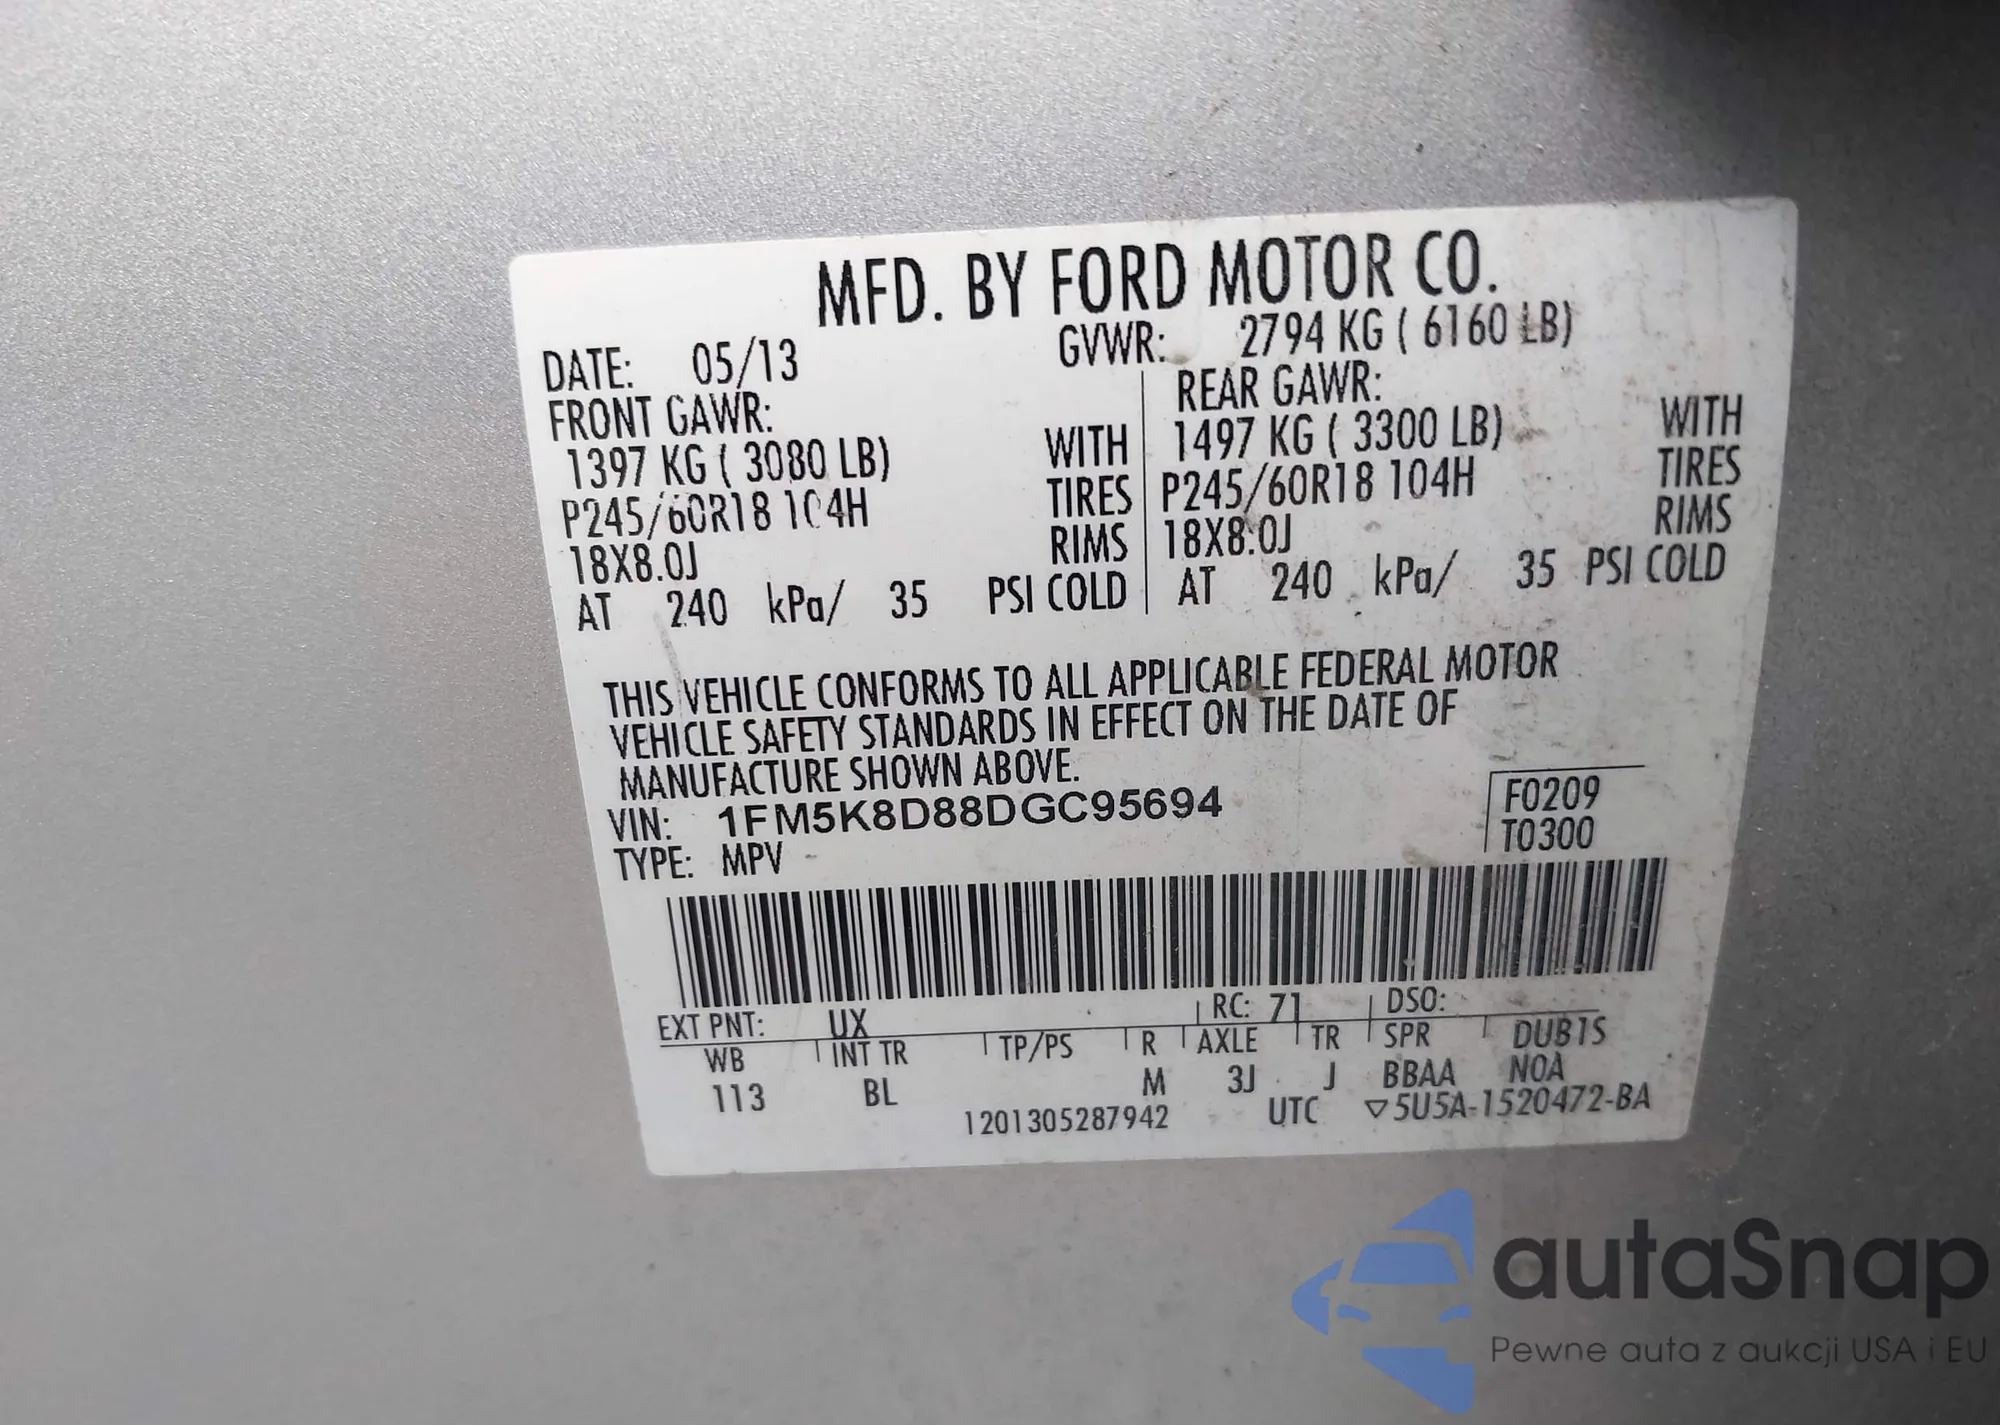 MFD. BY FORD MOTOR CO.
DATE: 05/13 GVWR: 2794 KG ( 6160 LB)
FRONT GAWR: REAR GAWR:
1397 KG ( 3080 LB) WITH 1497 KG ( 3300 LB) WITH
P245/60R18 104H TIRES P245/60R18 104H TIRES
18X8.0J RIMS 18X8.0J RIMS
AT 240 kPa/ 35 PSI COLD AT 240 kPa/ 35 PSI COLD
THIS VEHICLE CONFORMS TO ALL APPLICABLE FEDERAL MOTOR
VEHICLE SAFETY STANDARDS IN EFFECT ON THE DATE OF
MANUFACTURE SHOWN ABOVE.
VIN: 1FM5K8D88DGC95694 F0209
TYPE: MPV T0300
EXT PNT: UX RC: 71 DSO:
WB INT TR TP/PS R AXLE TR SPR DUB1S
113 BL M 3J J BBAA NOA
1201305287942 UTC ▽5U5A-1520472-BA
autaSnap
Pewne auta z aukcji USA i EU